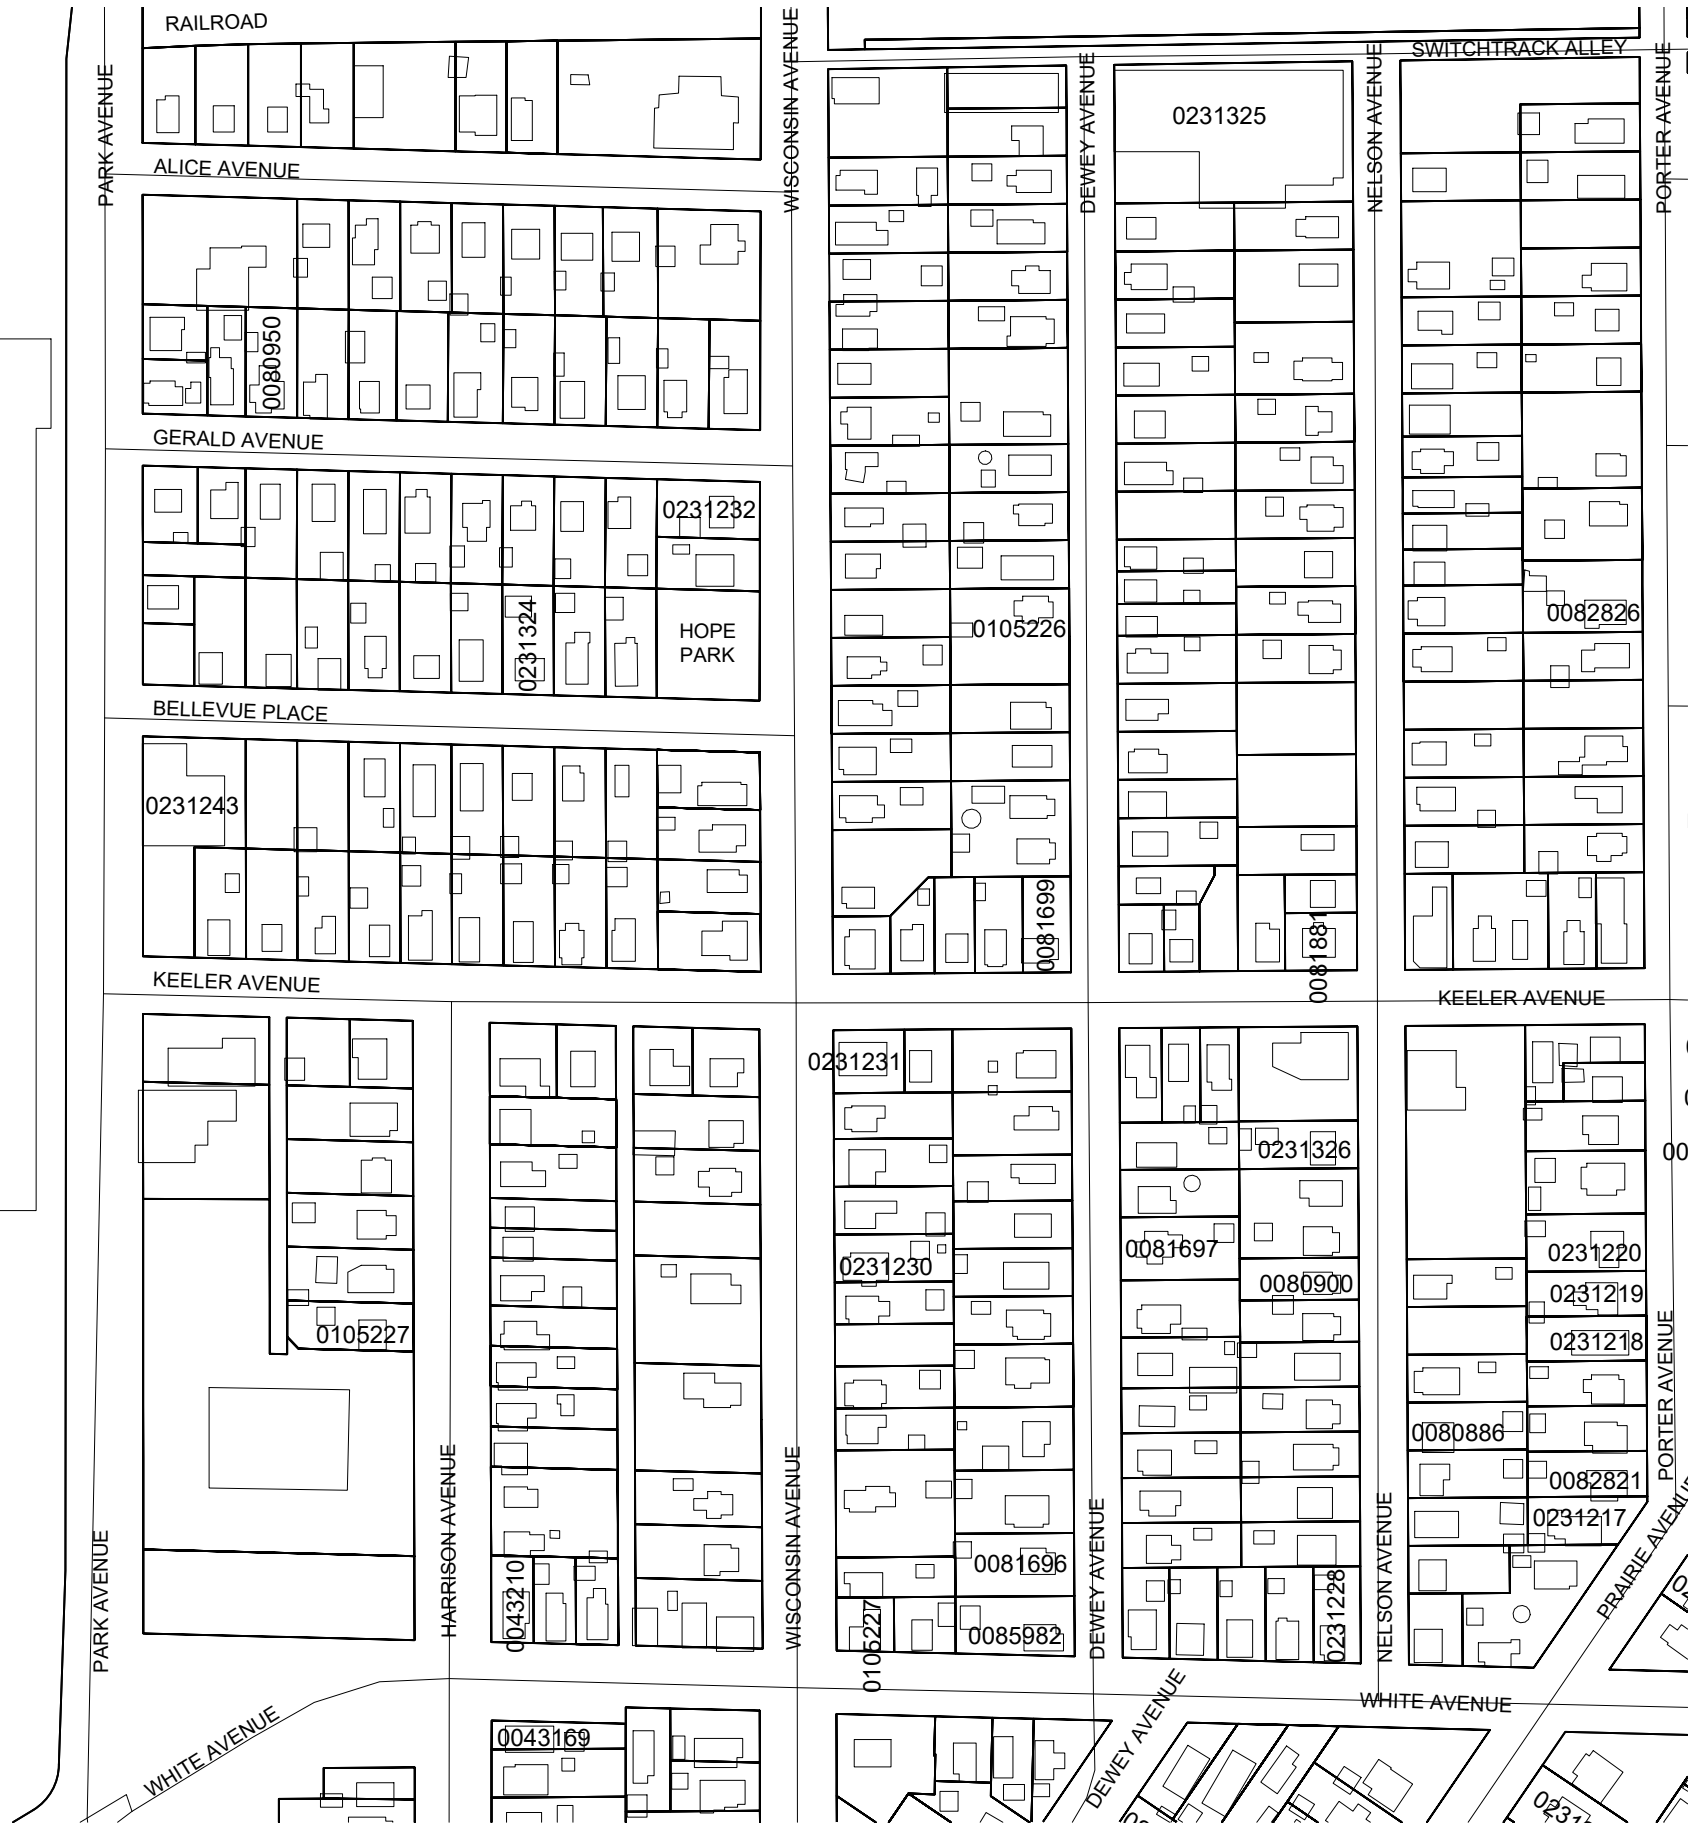 RAILROAD
SWITCHTRACK ALLEY
PARK AVENUE
WISCONSIN AVENUE
DEWEY AVENUE
NELSON AVENUE
PORTER AVENUE
0231325
ALICE AVENUE
0080950
GERALD AVENUE
0231232
0231324
HOPE
PARK
0105226
0082826
BELLEVUE PLACE
0231243
0081699
0081881
KEELER AVENUE
KEELER AVENUE
0231231
0231326
00
0081697
0231230
0231220
0080900
0231219
0105227
0231218
PORTER AVENUE
0080886
0082821
0231217
HARRISON AVENUE
WISCONSIN AVENUE
DEWEY AVENUE
NELSON AVENUE
PARK AVENUE
PRAIRIE AVENUE
0043210
0081696
0105227
0085982
0231228
WHITE AVENUE
WHITE AVENUE
DEWEY AVENUE
0043169